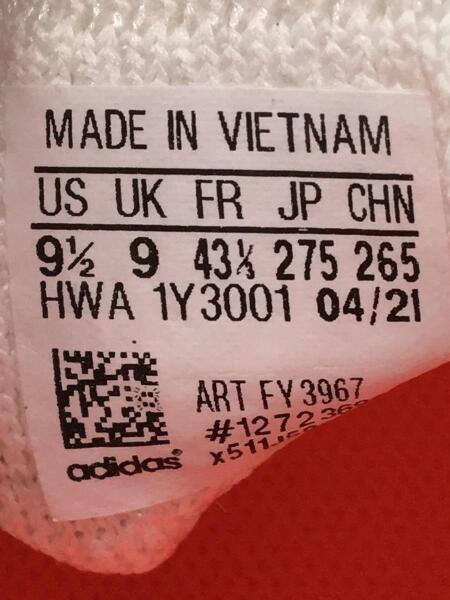 MADE IN VIETNAM
US UK FR JP CHN
9½ 9 43⅓ 275 265
HWA 1Y3001 04/21
ART FY3967
adidas